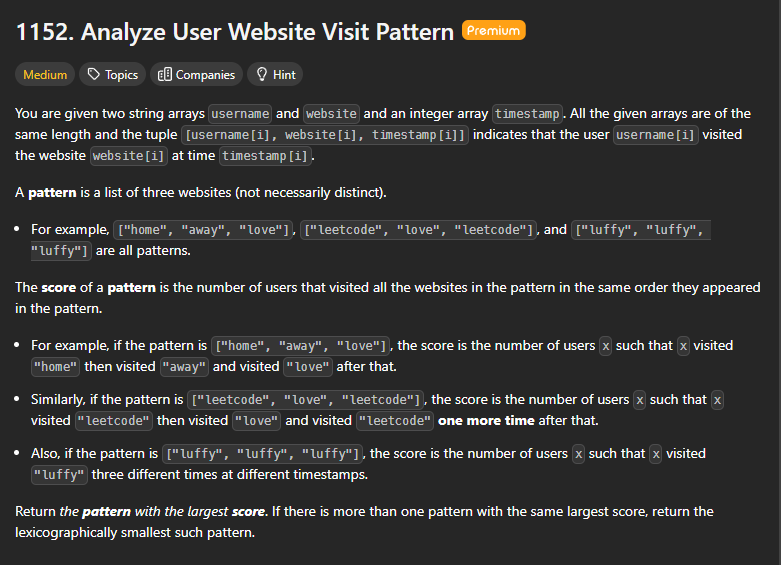 1152. Analyze User Website Visit Pattern Premium
Medium Topics Companies Hint
You are given two string arrays username and website and an integer array timestamp. All the given arrays are of the
same length and the tuple [username[i], website[i], timestamp[i]] indicates that the user username[i] visited
the website website[i] at time timestamp[i].
A pattern is a list of three websites (not necessarily distinct).
• For example, ["home", "away", "love"], ["leetcode", "love", "leetcode"], and ["luffy", "luffy",
"luffy"] are all patterns.
The score of a pattern is the number of users that visited all the websites in the pattern in the same order they appeared
in the pattern.
• For example, if the pattern is ["home", "away", "love"], the score is the number of users x such that x visited
"home" then visited "away" and visited "love" after that.
• Similarly, if the pattern is ["leetcode", "love", "leetcode"], the score is the number of users x such that x
visited "leetcode" then visited "love" and visited "leetcode" one more time after that.
• Also, if the pattern is ["luffy", "luffy", "luffy"], the score is the number of users x such that x visited
"luffy" three different times at different timestamps.
Return the pattern with the largest score. If there is more than one pattern with the same largest score, return the
lexicographically smallest such pattern.